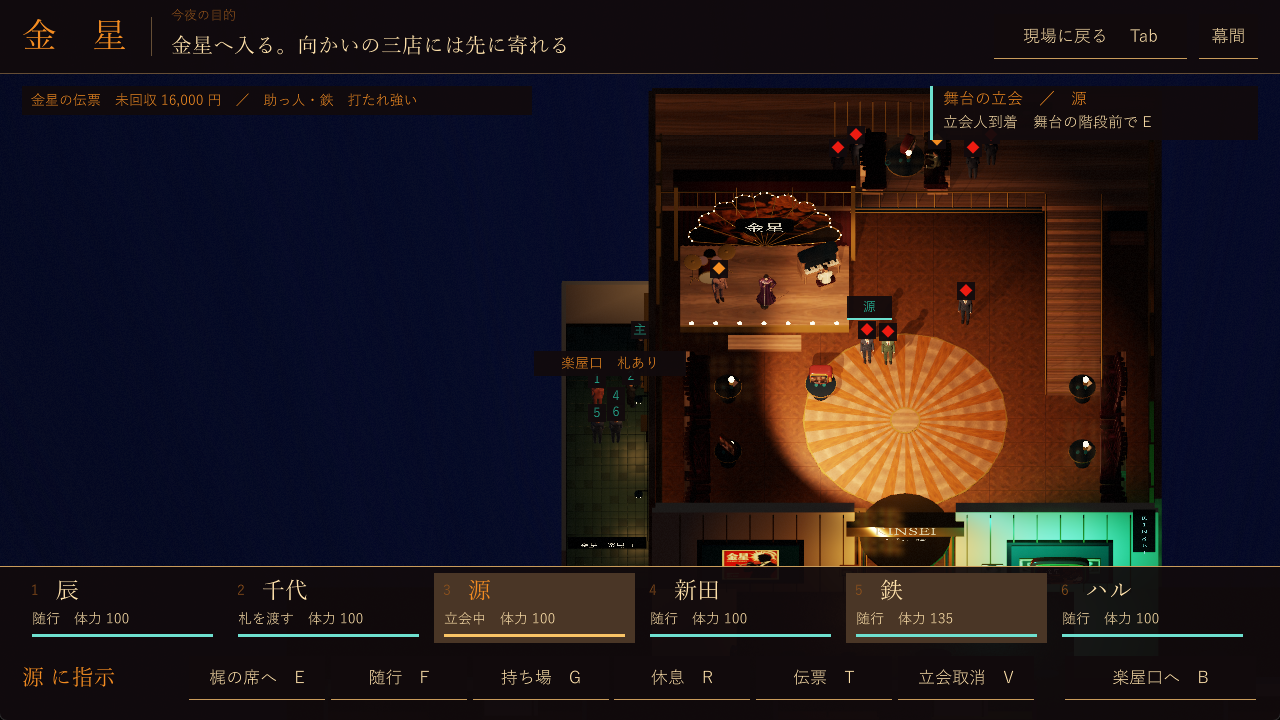 金 星
今夜の目的
金星へ入る。向かいの三店には先に寄れる
現場に戻る Tab
幕間
金星の伝票 未回収 16,000 円 ／ 助っ人・鉄 打たれ強い
舞台の立会 ／ 源
立会人到着 舞台の階段前で E
金星
源
主
楽屋口 札あり
1
2
4
5 6
KINSEI
金星
1 辰
随行 体力 100
2 千代
札を渡す 体力 100
3 源
立会中 体力 100
4 新田
随行 体力 100
5 鉄
随行 体力 135
6 ハル
随行 体力 100
源 に指示
梶の席へ E
随行 F
持ち場 G
休息 R
伝票 T
立会取消 V
楽屋口へ B